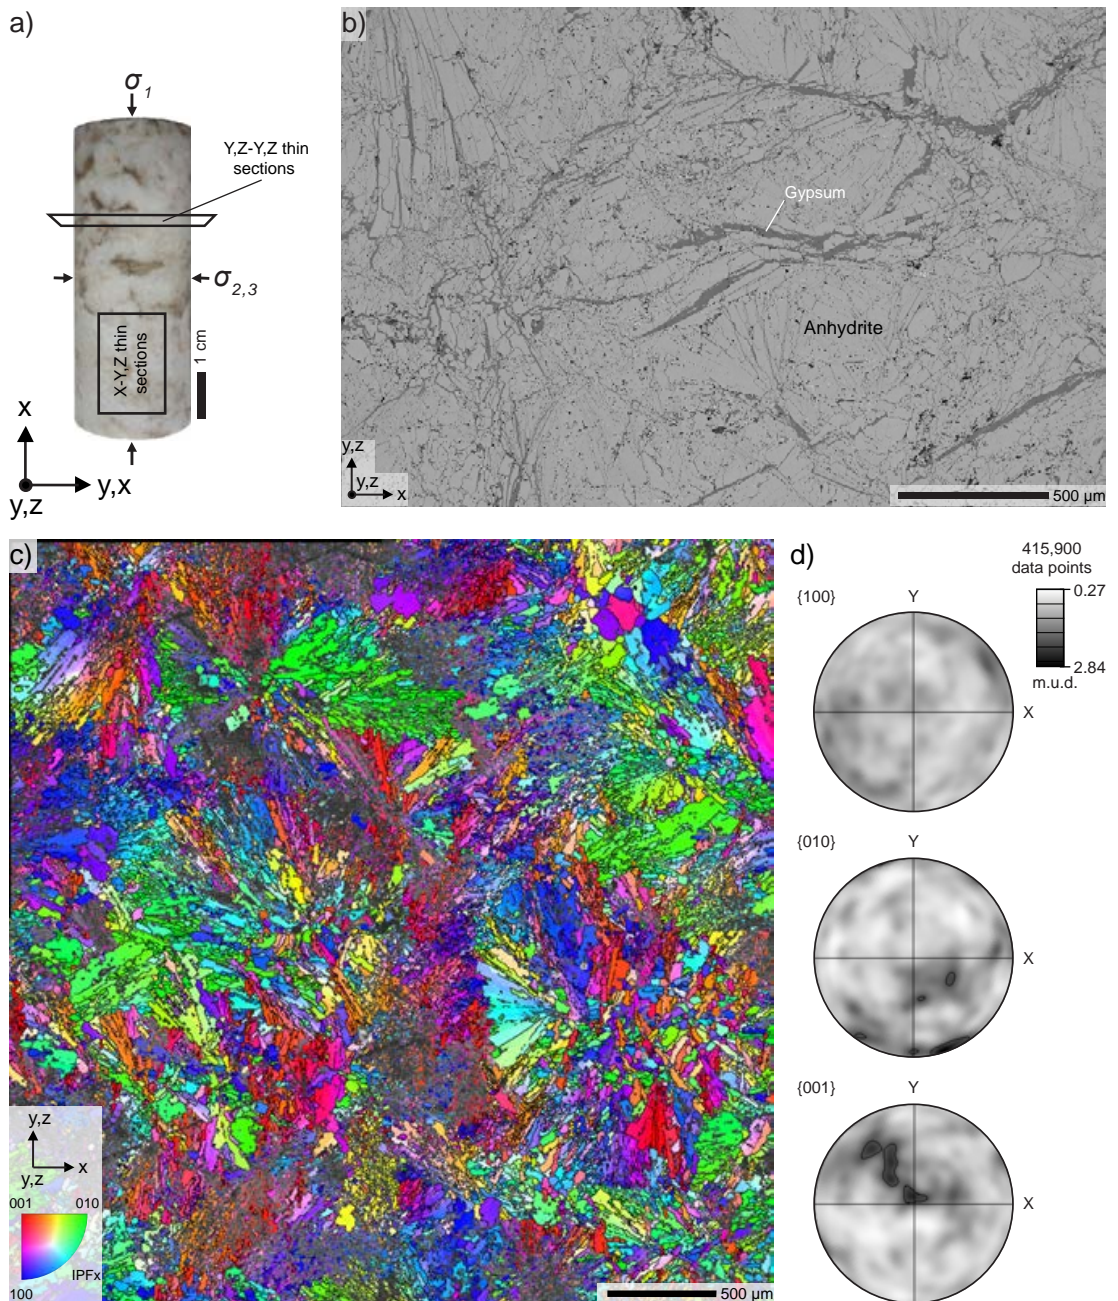 a)
σ1
Y,Z-Y,Z thin
sections
σ2,3
X-Y,Z thin
sections
1 cm
x
y,z
y,x
b)
Gypsum
Anhydrite
y,z
y,z
x
500 µm
c)
y,z
x
y,z
001
010
IPFx
100
500 µm
d)
415,900
data points
0.27
2.84
m.u.d.
{100}
Y
X
{010}
Y
X
{001}
Y
X